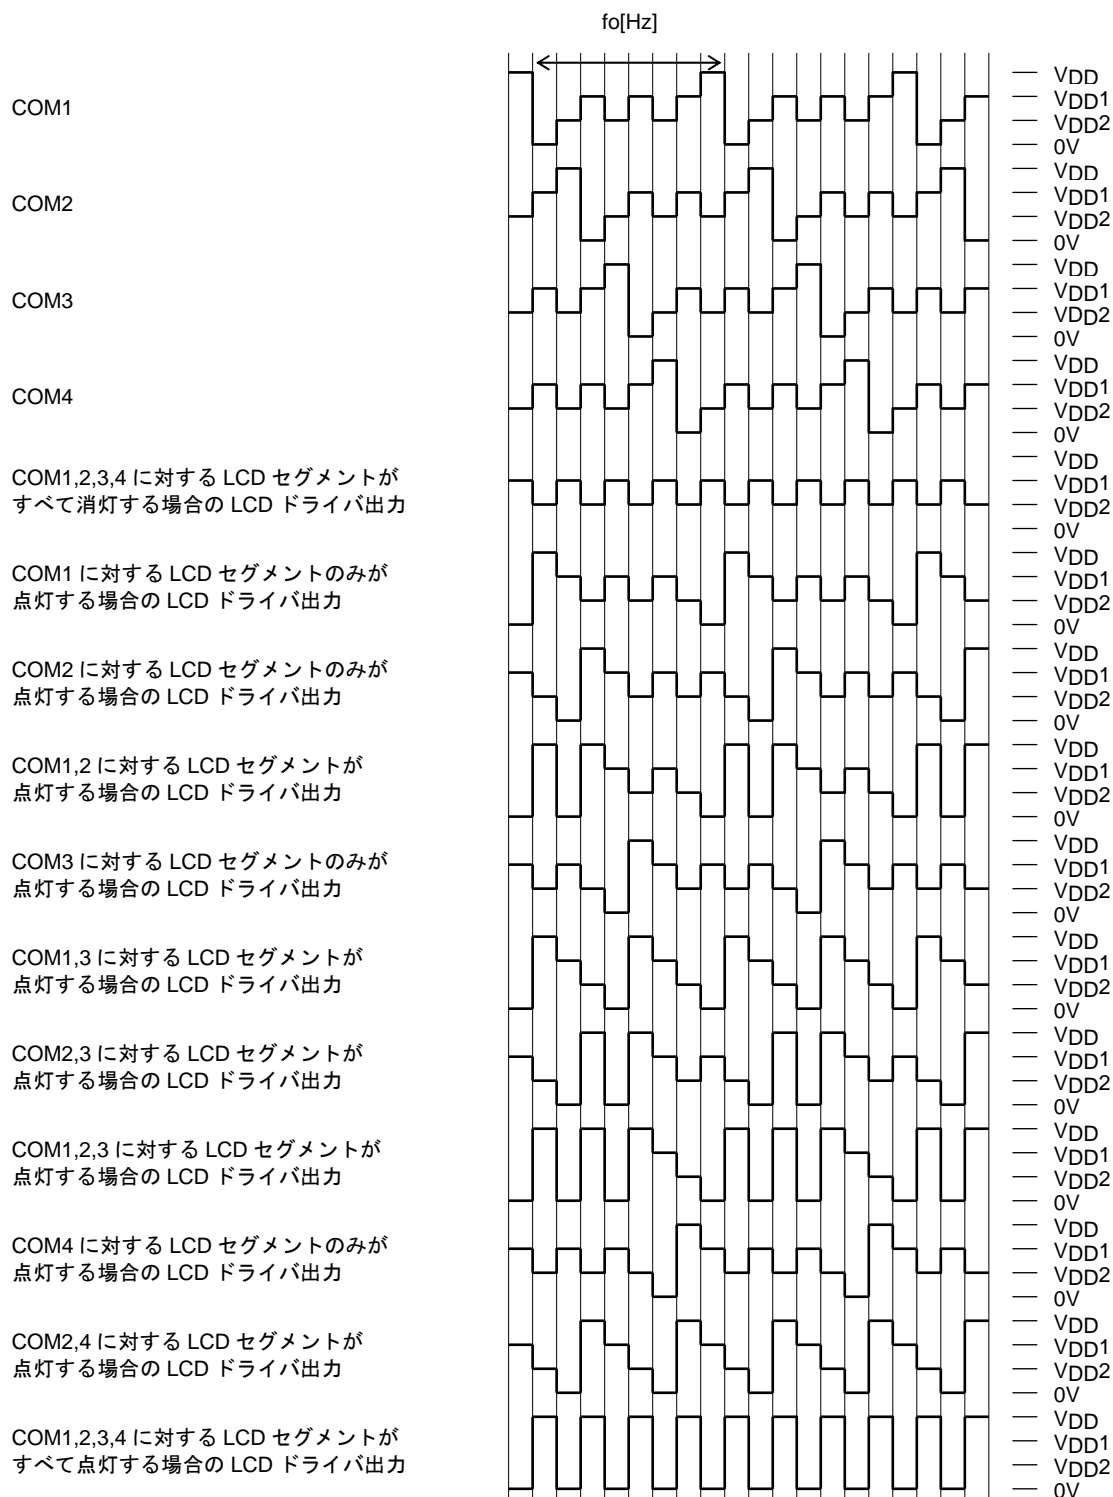 fo[Hz]
COM1
VDD
VDD1
VDD2
0V
COM2
VDD
VDD1
VDD2
0V
COM3
VDD
VDD1
VDD2
0V
COM4
VDD
VDD1
VDD2
0V
COM1,2,3,4 に対する LCD セグメントが
すべて消灯する場合の LCD ドライバ出力
VDD
VDD1
VDD2
0V
COM1 に対する LCD セグメントのみが
点灯する場合の LCD ドライバ出力
VDD
VDD1
VDD2
0V
COM2 に対する LCD セグメントのみが
点灯する場合の LCD ドライバ出力
VDD
VDD1
VDD2
0V
COM1,2 に対する LCD セグメントが
点灯する場合の LCD ドライバ出力
VDD
VDD1
VDD2
0V
COM3 に対する LCD セグメントのみが
点灯する場合の LCD ドライバ出力
VDD
VDD1
VDD2
0V
COM1,3 に対する LCD セグメントが
点灯する場合の LCD ドライバ出力
VDD
VDD1
VDD2
0V
COM2,3 に対する LCD セグメントが
点灯する場合の LCD ドライバ出力
VDD
VDD1
VDD2
0V
COM1,2,3 に対する LCD セグメントが
点灯する場合の LCD ドライバ出力
VDD
VDD1
VDD2
0V
COM4 に対する LCD セグメントのみが
点灯する場合の LCD ドライバ出力
VDD
VDD1
VDD2
0V
COM2,4 に対する LCD セグメントが
点灯する場合の LCD ドライバ出力
VDD
VDD1
VDD2
0V
COM1,2,3,4 に対する LCD セグメントが
すべて点灯する場合の LCD ドライバ出力
VDD
VDD1
VDD2
0V